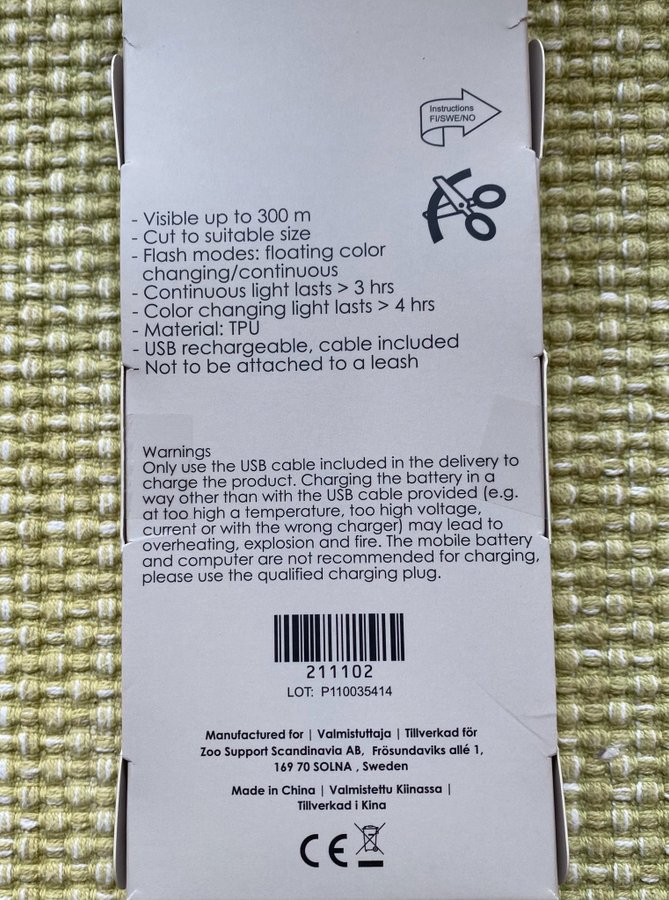 Instructions
FI/SWE/NO
- Visible up to 300 m
- Cut to suitable size
- Flash modes: floating color
changing/continuous
- Continuous light lasts > 3 hrs
- Color changing light lasts > 4 hrs
- Material: TPU
- USB rechargeable, cable included
- Not to be attached to a leash
Warnings
Only use the USB cable included in the delivery to
charge the product. Charging the battery in a
way other than with the USB cable provided (e.g.
at too high a temperature, too high voltage,
current or with the wrong charger) may lead to
overheating, explosion and fire. The mobile battery
and computer are not recommended for charging,
please use the qualified charging plug.
211102
LOT: P110035414
Manufactured for | Valmistuttaja | Tillverkad för
Zoo Support Scandinavia AB, Frösundaviks allé 1,
169 70 SOLNA , Sweden
Made in China | Valmistettu Kiinassa |
Tillverkad i Kina
CE